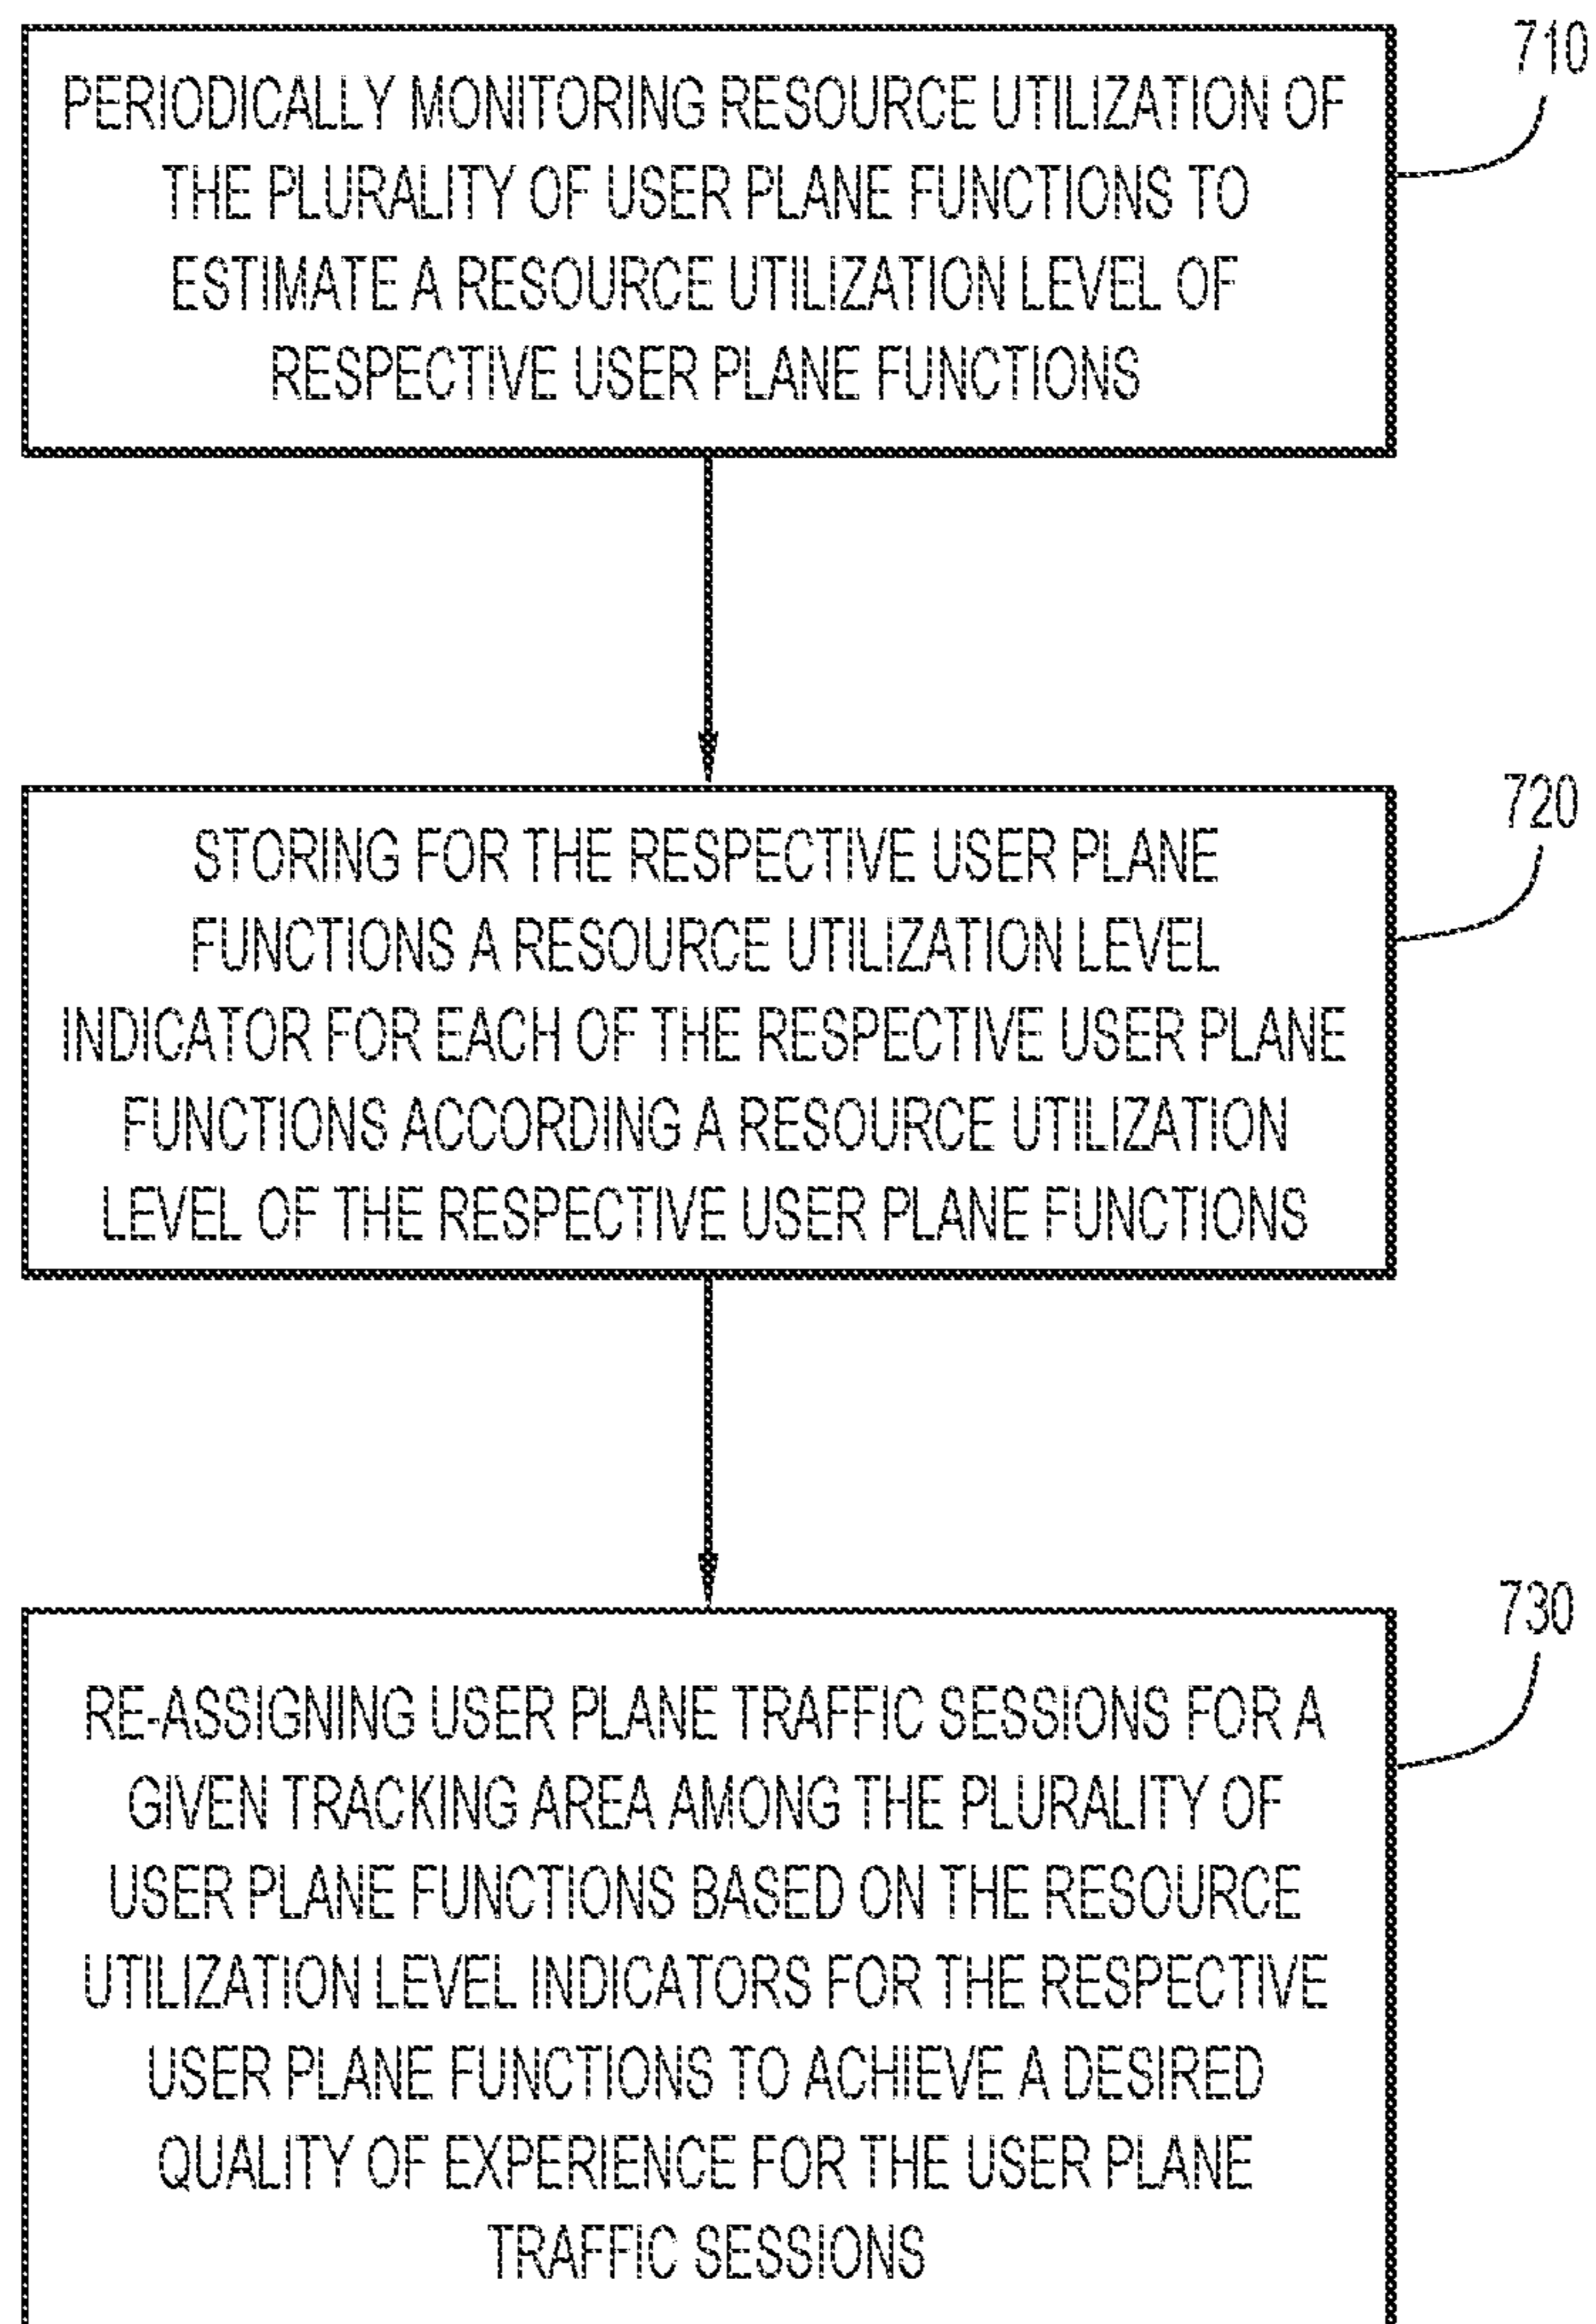 710
PERIODICALLY MONITORING RESOURCE UTILIZATION OF
THE PLURALITY OF USER PLANE FUNCTIONS TO
ESTIMATE A RESOURCE UTILIZATION LEVEL OF
RESPECTIVE USER PLANE FUNCTIONS
720
STORING FOR THE RESPECTIVE USER PLANE
FUNCTIONS A RESOURCE UTILIZATION LEVEL
INDICATOR FOR EACH OF THE RESPECTIVE USER PLANE
FUNCTIONS ACCORDING A RESOURCE UTILIZATION
LEVEL OF THE RESPECTIVE USER PLANE FUNCTIONS
730
RE-ASSIGNING USER PLANE TRAFFIC SESSIONS FOR A
GIVEN TRACKING AREA AMONG THE PLURALITY OF
USER PLANE FUNCTIONS BASED ON THE RESOURCE
UTILIZATION LEVEL INDICATORS FOR THE RESPECTIVE
USER PLANE FUNCTIONS TO ACHIEVE A DESIRED
QUALITY OF EXPERIENCE FOR THE USER PLANE
TRAFFIC SESSIONS